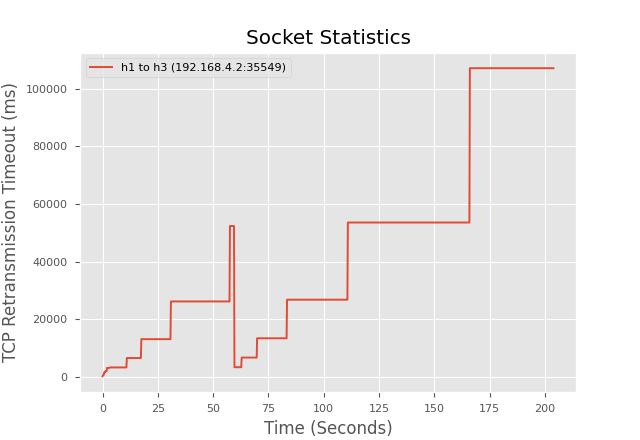 Socket Statistics
h1 to h3 (192.168.4.2:35549)
TCP Retransmission Timeout (ms)
100000
80000
60000
40000
20000
0
0 25 50 75 100 125 150 175 200
Time (Seconds)